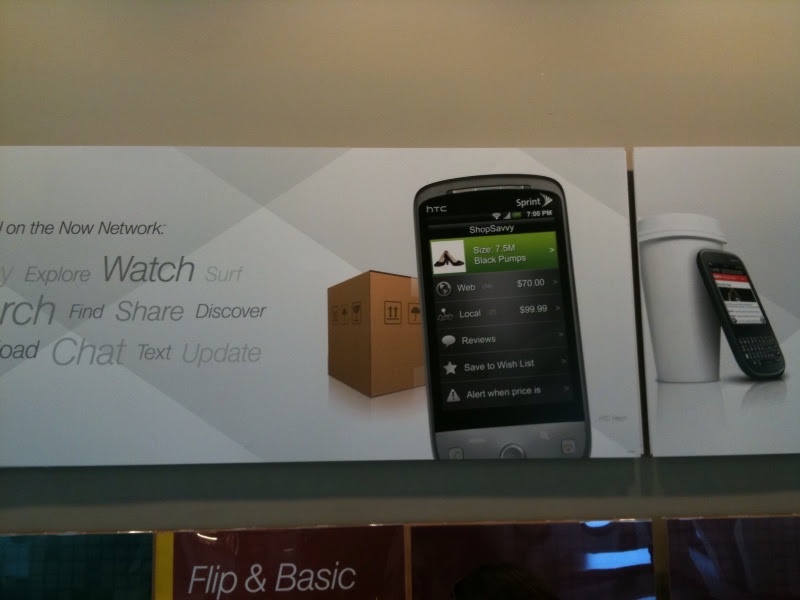 on the Now Network:
Explore Watch Surf
Find Share Discover
Chat Text Update
hTC Sprint
7:00 PM
ShopSavvy
Size: 7.5M
Black Pumps
>
Web $70.00 >
Local $99.99 >
Reviews >
Save to Wish List >
Alert when price is >
MENU
Flip & Basic